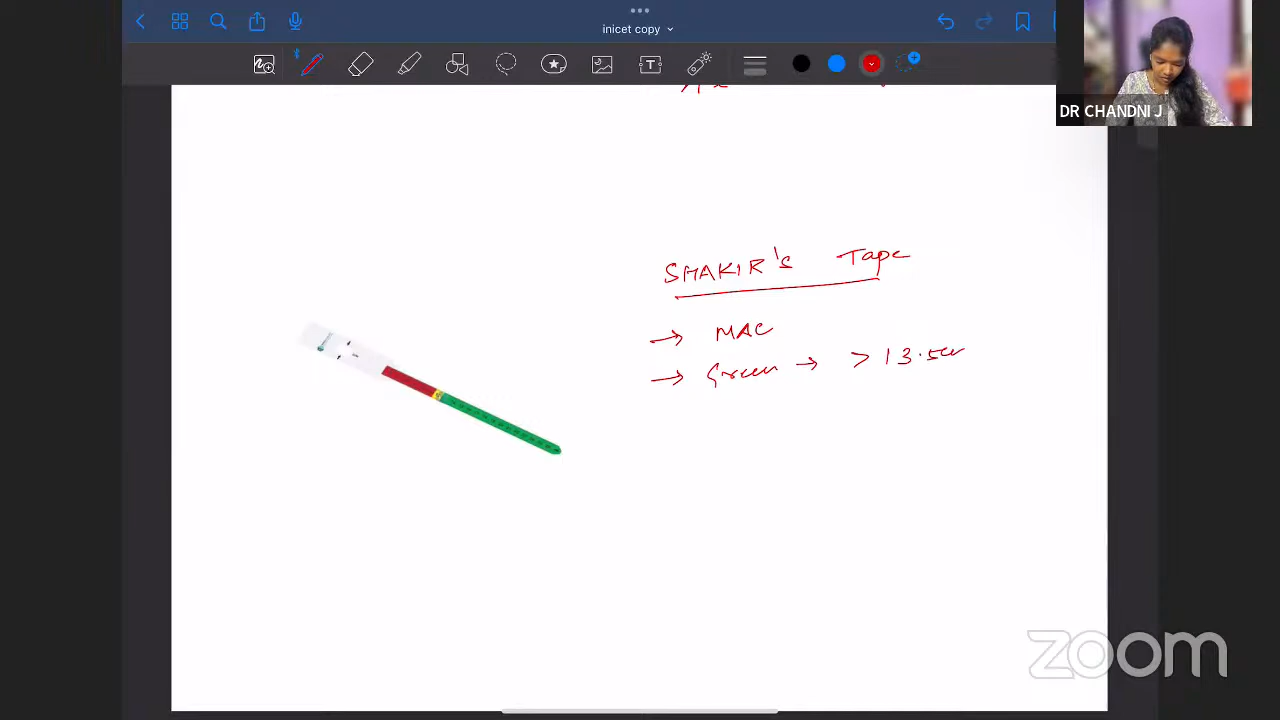 inicet copy
T
DR CHANDNI J
SHAKIR's Tape
→ MAC
→ Green → > 13.5cm
zoom